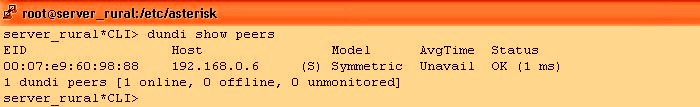 root@server_rural:/etc/asterisk
server_rural*CLI> dundi show peers
EID                  Host                Model      AvgTime  Status
00:07:e9:60:98:88    192.168.0.6     (S) Symmetric  Unavail  OK (1 ms)
1 dundi peers [1 online, 0 offline, 0 unmonitored]
server_rural*CLI>